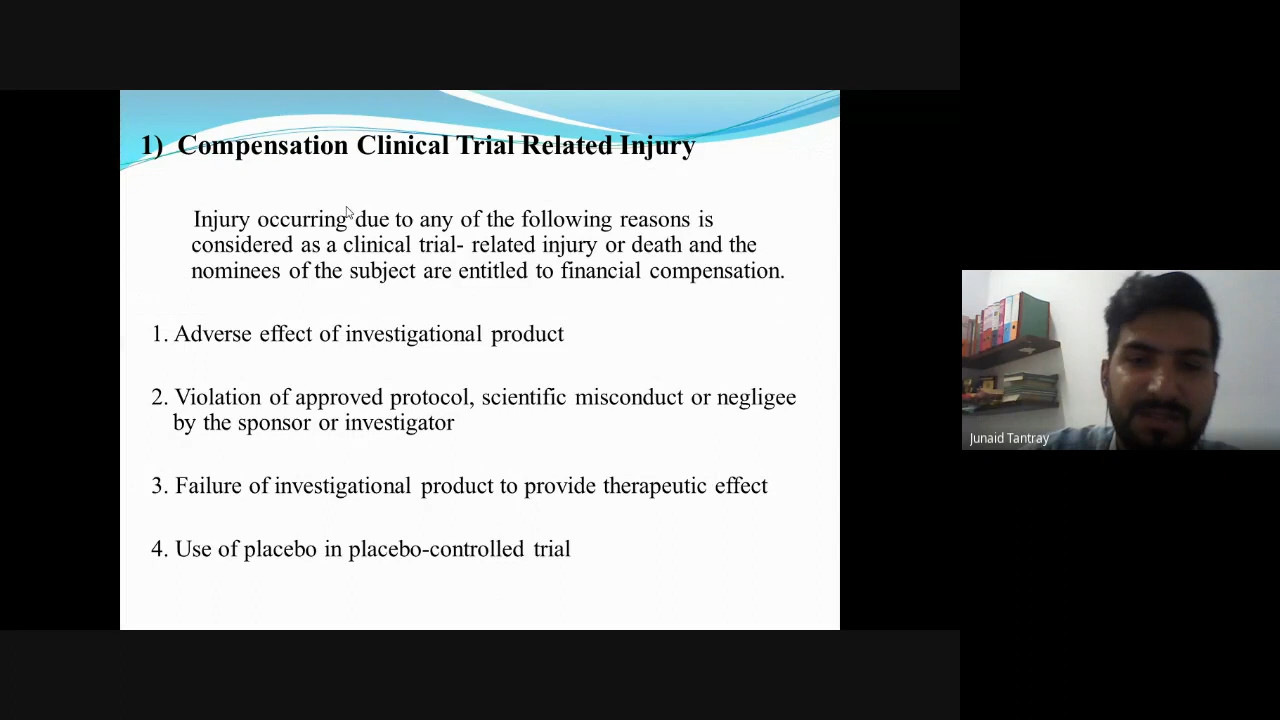 1) Compensation Clinical Trial Related Injury
Injury occurring due to any of the following reasons is
considered as a clinical trial- related injury or death and the
nominees of the subject are entitled to financial compensation.
1. Adverse effect of investigational product
2. Violation of approved protocol, scientific misconduct or negligee
by the sponsor or investigator
3. Failure of investigational product to provide therapeutic effect
4. Use of placebo in placebo-controlled trial
Junaid Tantray